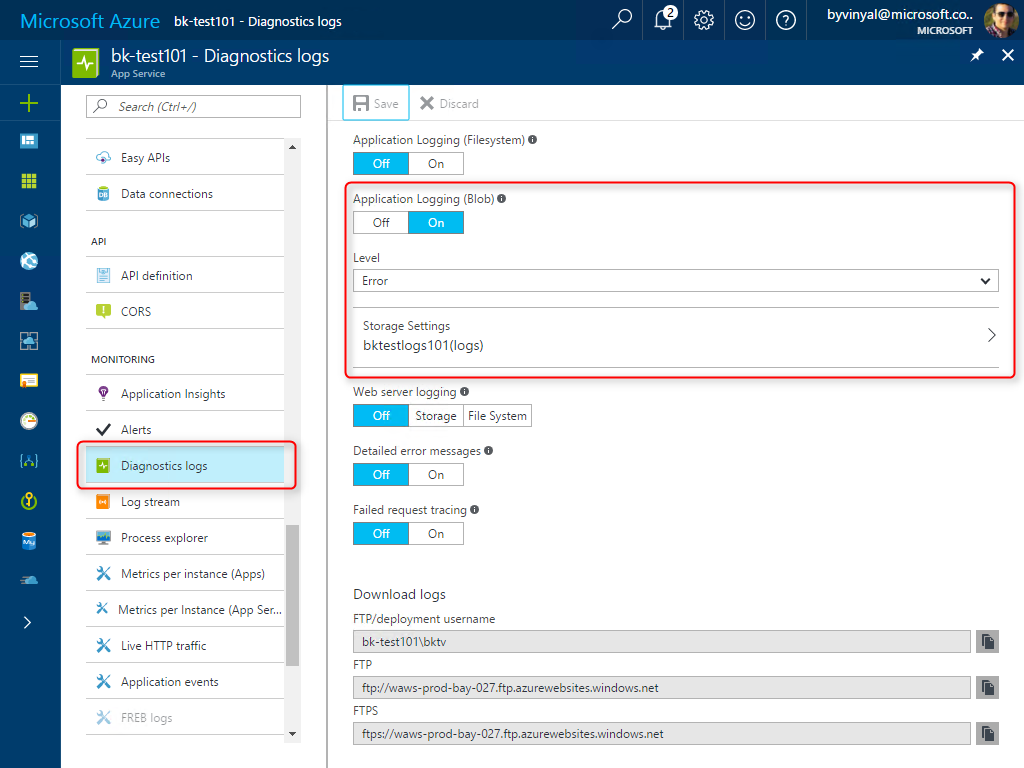 Microsoft Azure bk-test101 - Diagnostics logs
2
byvinyal@microsoft.co..
MICROSOFT
bk-test101 - Diagnostics logs
App Service
Search (Ctrl+/)
Easy APIs
Data connections
API
API definition
CORS
MONITORING
Application Insights
Alerts
Diagnostics logs
Log stream
Process explorer
Metrics per instance (Apps)
Metrics per Instance (App Ser...
Live HTTP traffic
Application events
FREB logs
Save Discard
Application Logging (Filesystem)
Off On
Application Logging (Blob)
Off On
Level
Error
Storage Settings
bktestlogs101(logs)
Web server logging
Off Storage File System
Detailed error messages
Off On
Failed request tracing
Off On
Download logs
FTP/deployment username
bk-test101\bktv
FTP
ftp://waws-prod-bay-027.ftp.azurewebsites.windows.net
FTPS
ftps://waws-prod-bay-027.ftp.azurewebsites.windows.net